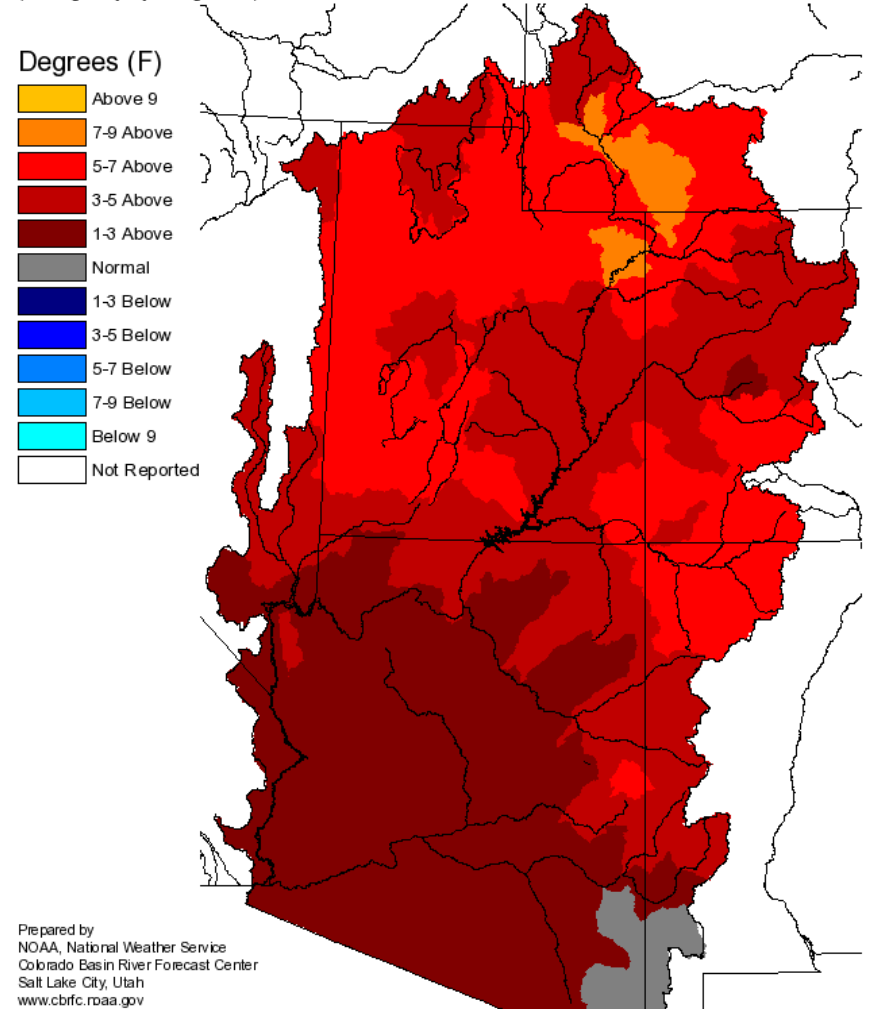 Degrees (F)
Above 9
7-9 Above
5-7 Above
3-5 Above
1-3 Above
Normal
1-3 Below
3-5 Below
5-7 Below
7-9 Below
Below 9
Not Reported
Prepared by
NOAA, National Weather Service
Colorado Basin River Forecast Center
Salt Lake City, Utah
www.cbrfc.noaa.gov